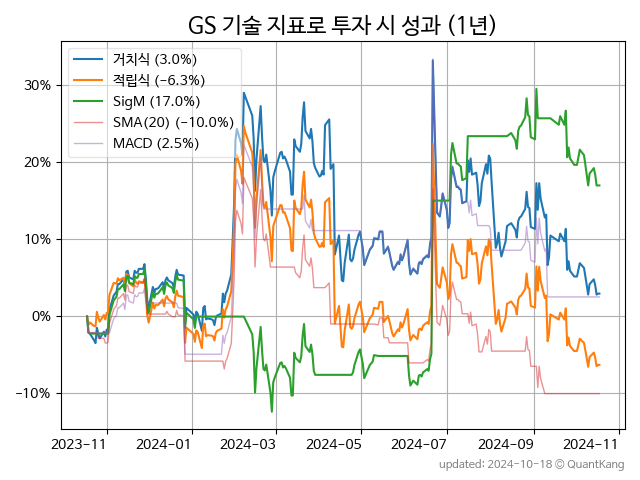 GS 기술 지표로 투자 시 성과 (1년)
거치식 (3.0%)
적립식 (−6.3%)
SigM (17.0%)
SMA(20) (−10.0%)
MACD (2.5%)
30%
20%
10%
0%
−10%
2023-11
2024-01
2024-03
2024-05
2024-07
2024-09
2024-11
updated: 2024-10-18 © QuantKang